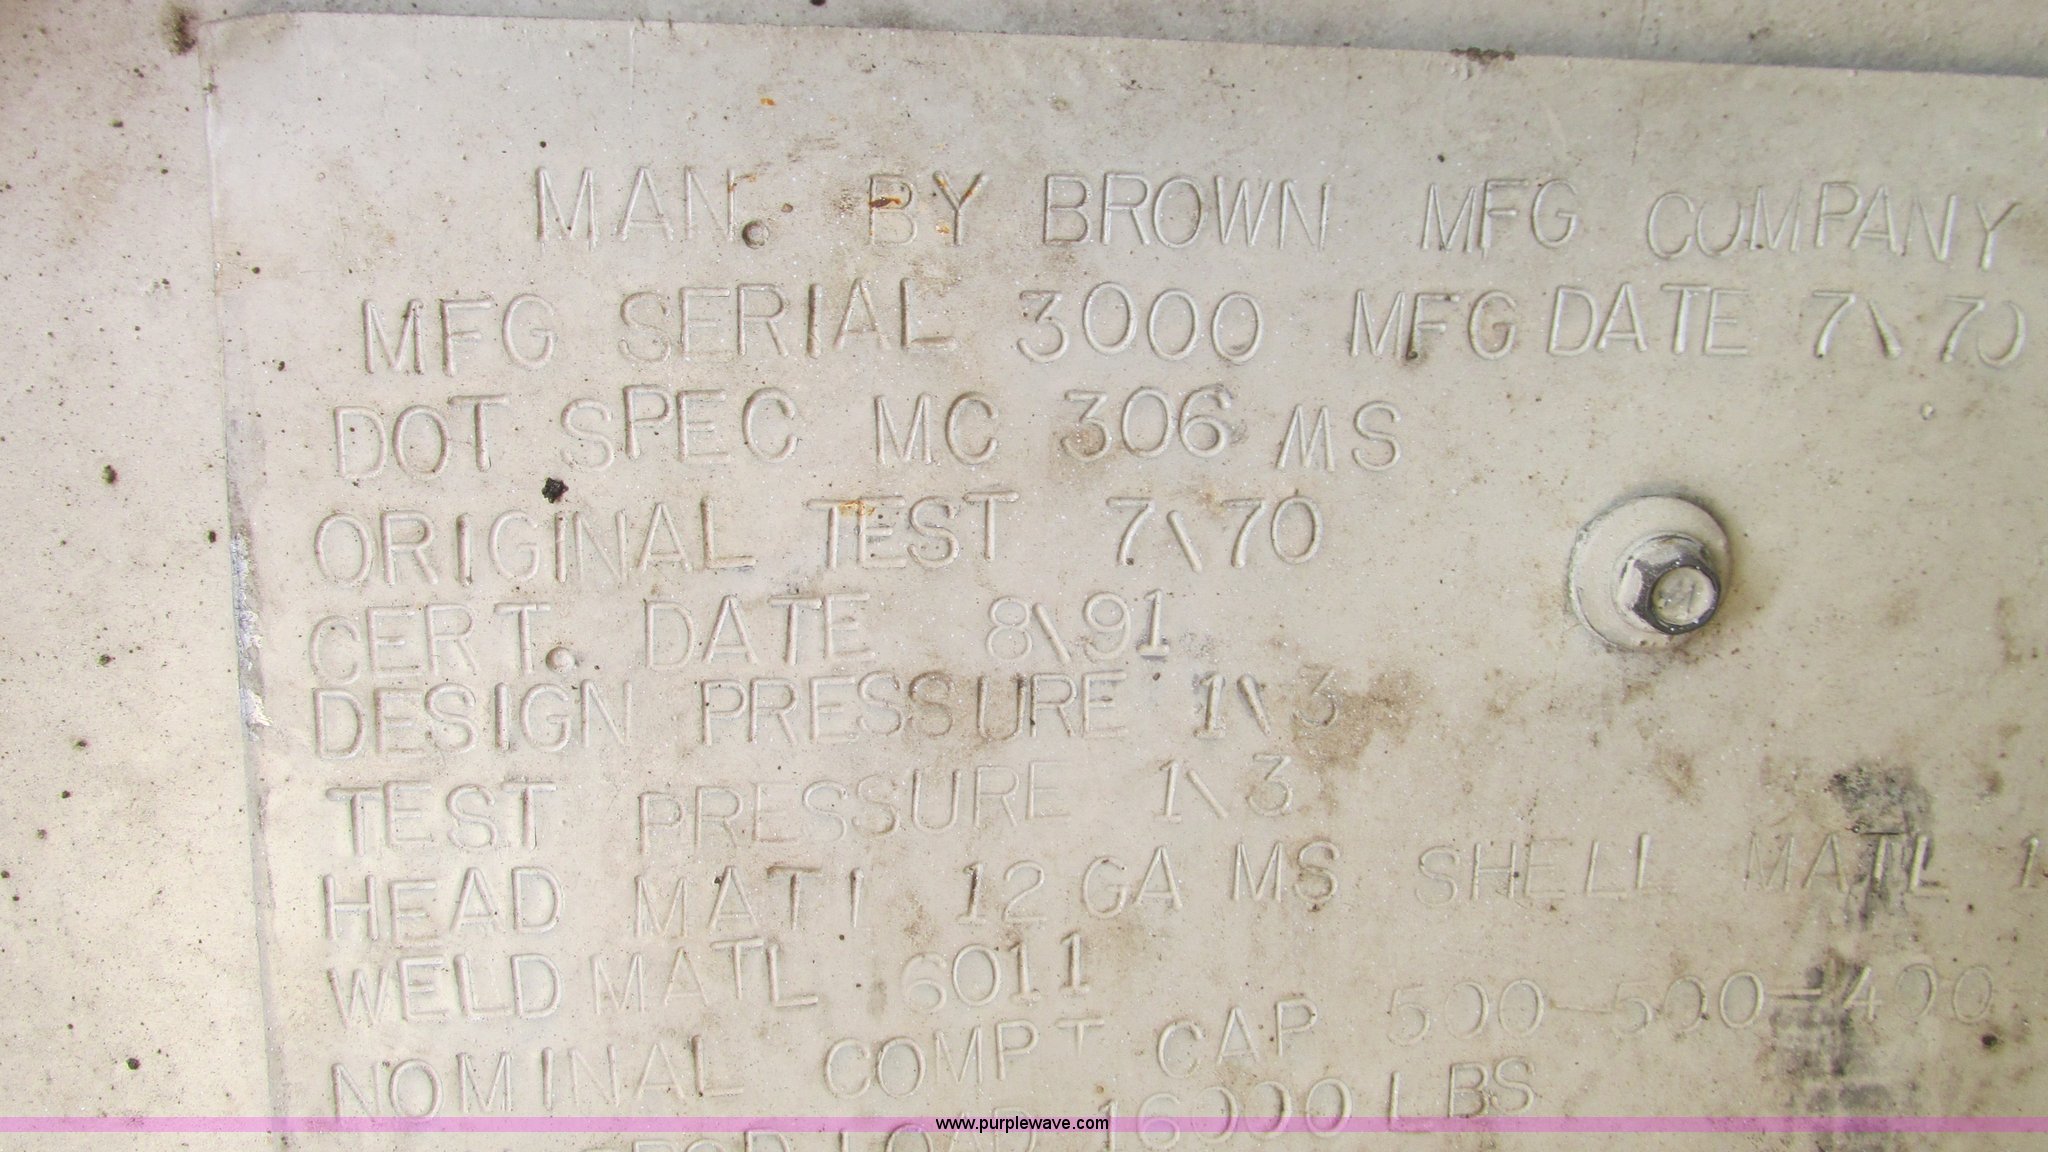 MAN. BY BROWN MFG COMPANY
MFG SERIAL 3000 MFG DATE 7\70
DOT SPEC MC 306 MS
ORIGINAL TEST 7\70
CERT. DATE 8\91
DESIGN PRESSURE 1\3
TEST PRESSURE 1\3
HEAD MATl 12 GA MS SHELL MATL
WELD MATL 6011
NOMINAL COMPT CAP 500-500-400-
LOAD 16000 LBS
www.purplewave.com